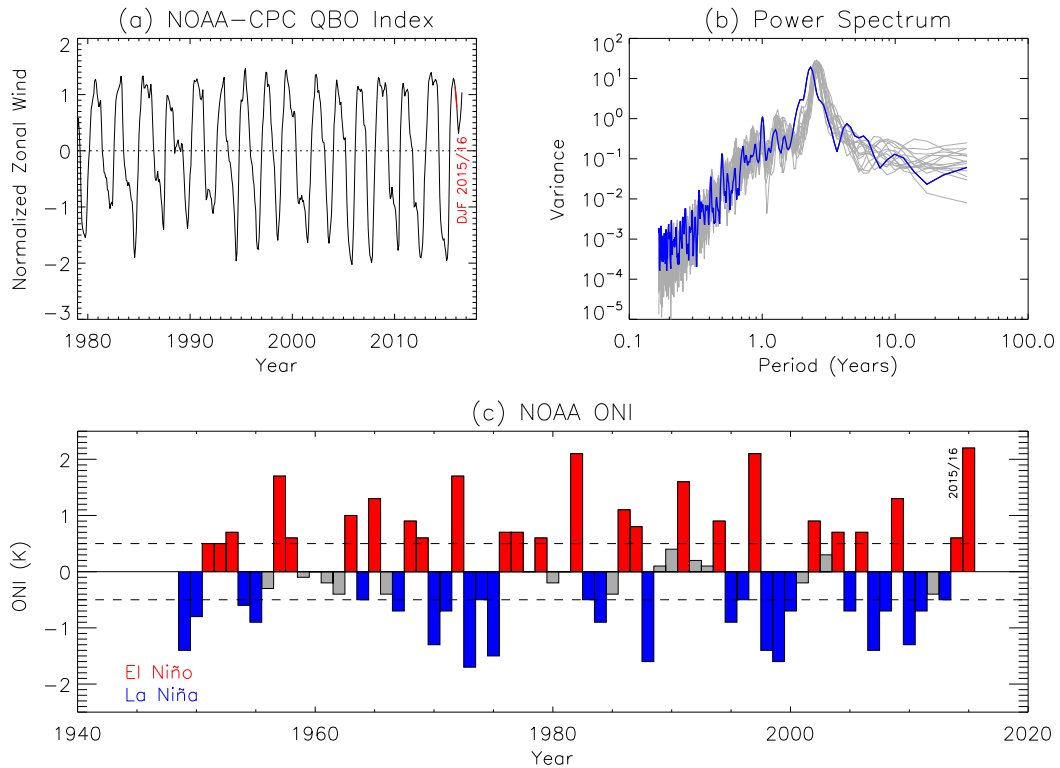 (a) NOAA-CPC QBO Index
2
1
0
-1
-2
-3
Normalized Zonal Wind
DJF 2015/16
1980 1990 2000 2010
Year
(b) Power Spectrum
10^2
10^1
10^0
10^-1
10^-2
10^-3
10^-4
10^-5
Variance
0.1 1.0 10.0 100.0
Period (Years)
(c) NOAA ONI
2
1
0
-1
-2
ONI (K)
2015/16
El Niño
La Niña
1940 1960 1980 2000 2020
Year